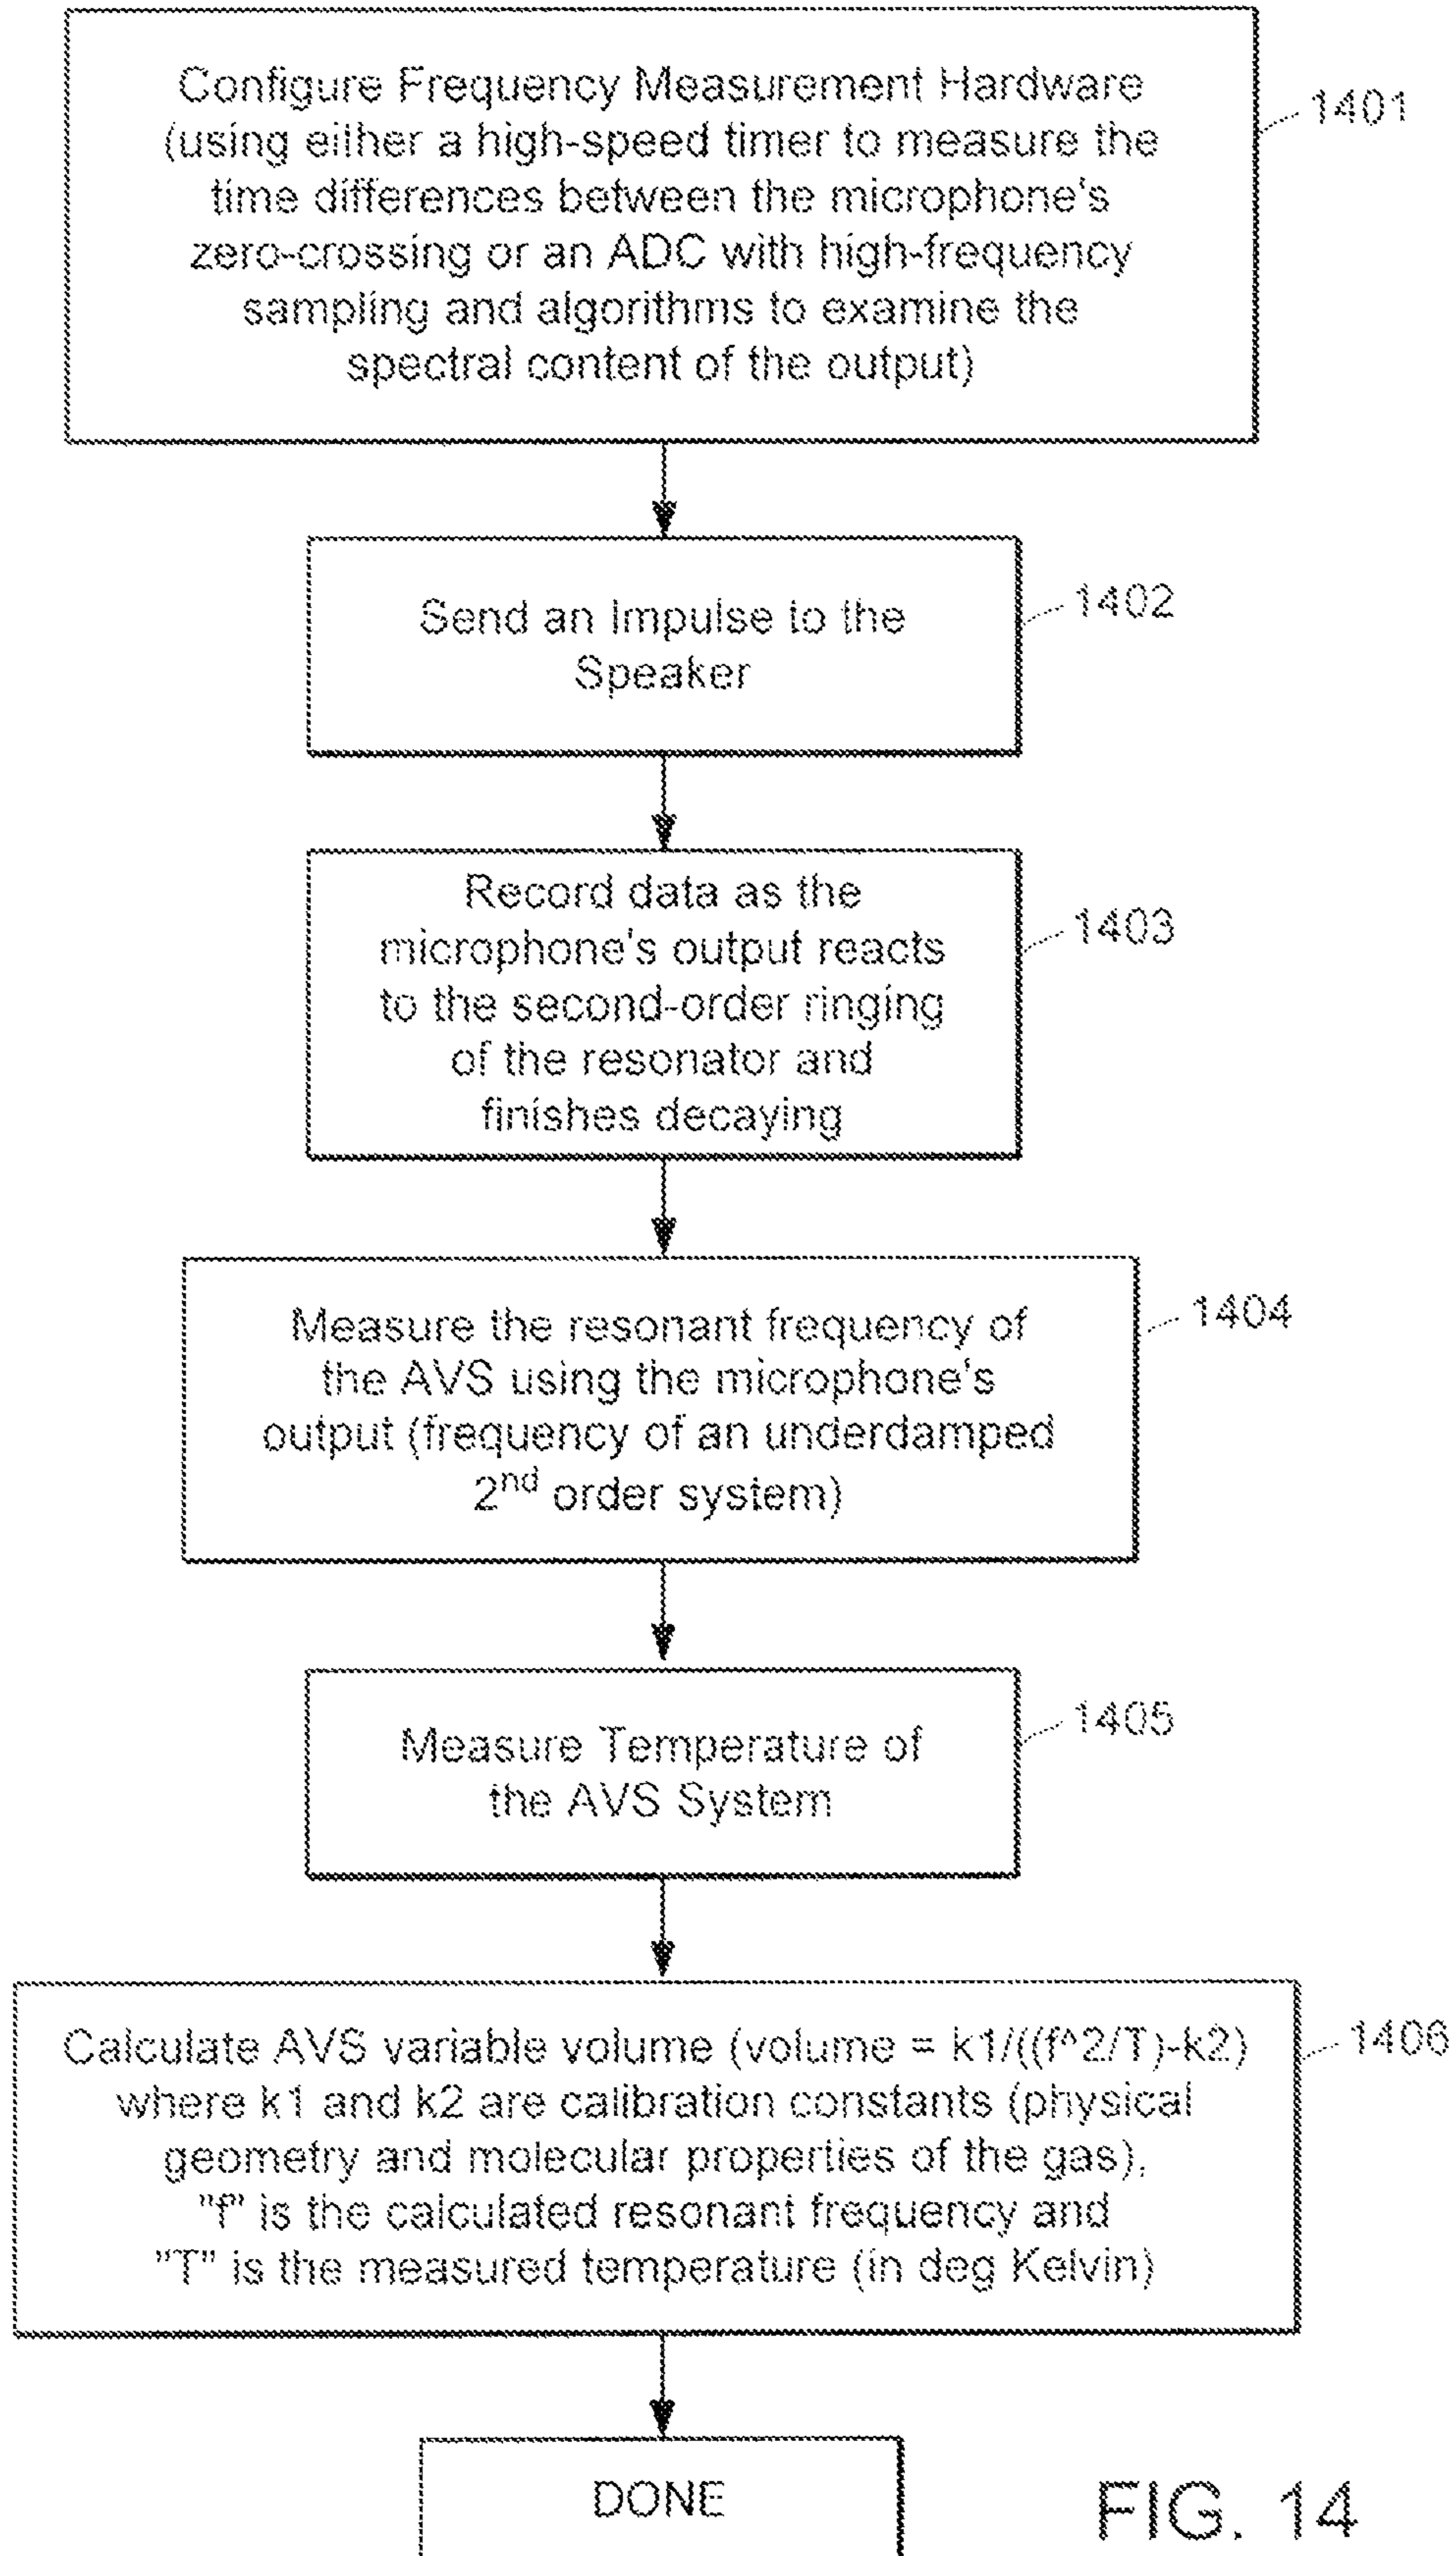 Configure Frequency Measurement Hardware
(using either a high-speed timer to measure the
time differences between the microphone's
zero-crossing or an ADC with high-frequency
sampling and algorithms to examine the
spectral content of the output)
1401
Send an Impulse to the
Speaker
1402
Record data as the
microphone's output reacts
to the second-order ringing
of the resonator and
finishes decaying
1403
Measure the resonant frequency of
the AVS using the microphone's
output (frequency of an underdamped
2nd order system)
1404
Measure Temperature of
the AVS System
1405
Calculate AVS variable volume (volume = k1/((f^2/T)-k2)
where k1 and k2 are calibration constants (physical
geometry and molecular properties of the gas),
"f" is the calculated resonant frequency and
"T" is the measured temperature (in deg Kelvin)
1406
DONE
FIG. 14